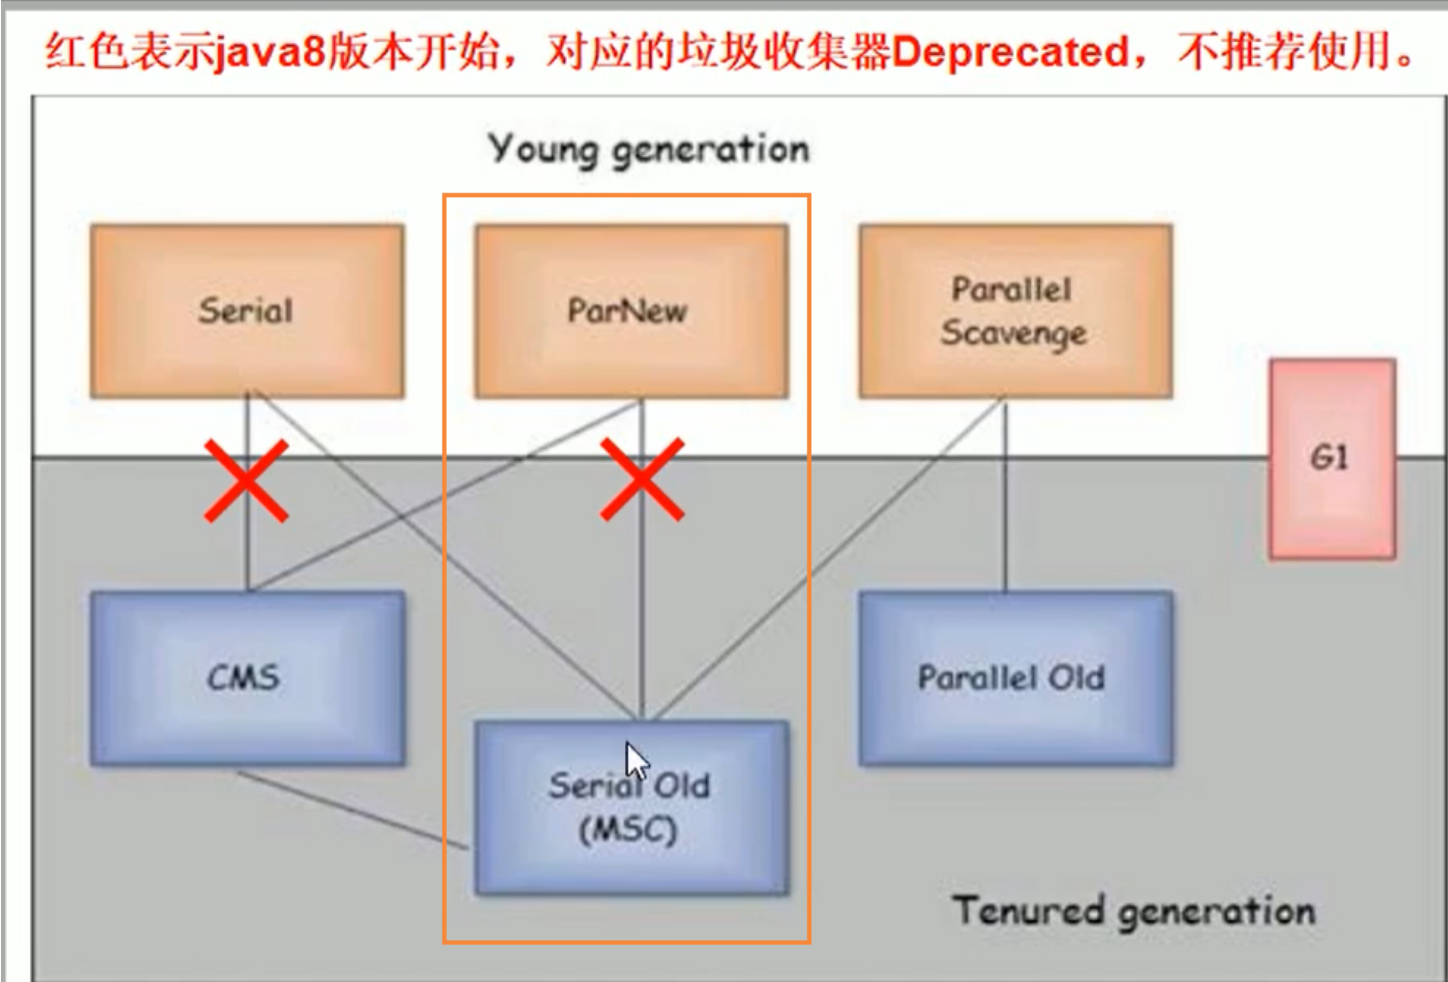 红色表示java8版本开始，对应的垃圾收集器Deprecated，不推荐使用。
Young generation
Serial
ParNew
Parallel
Scavenge
G1
CMS
Serial Old
(MSC)
Parallel Old
Tenured generation